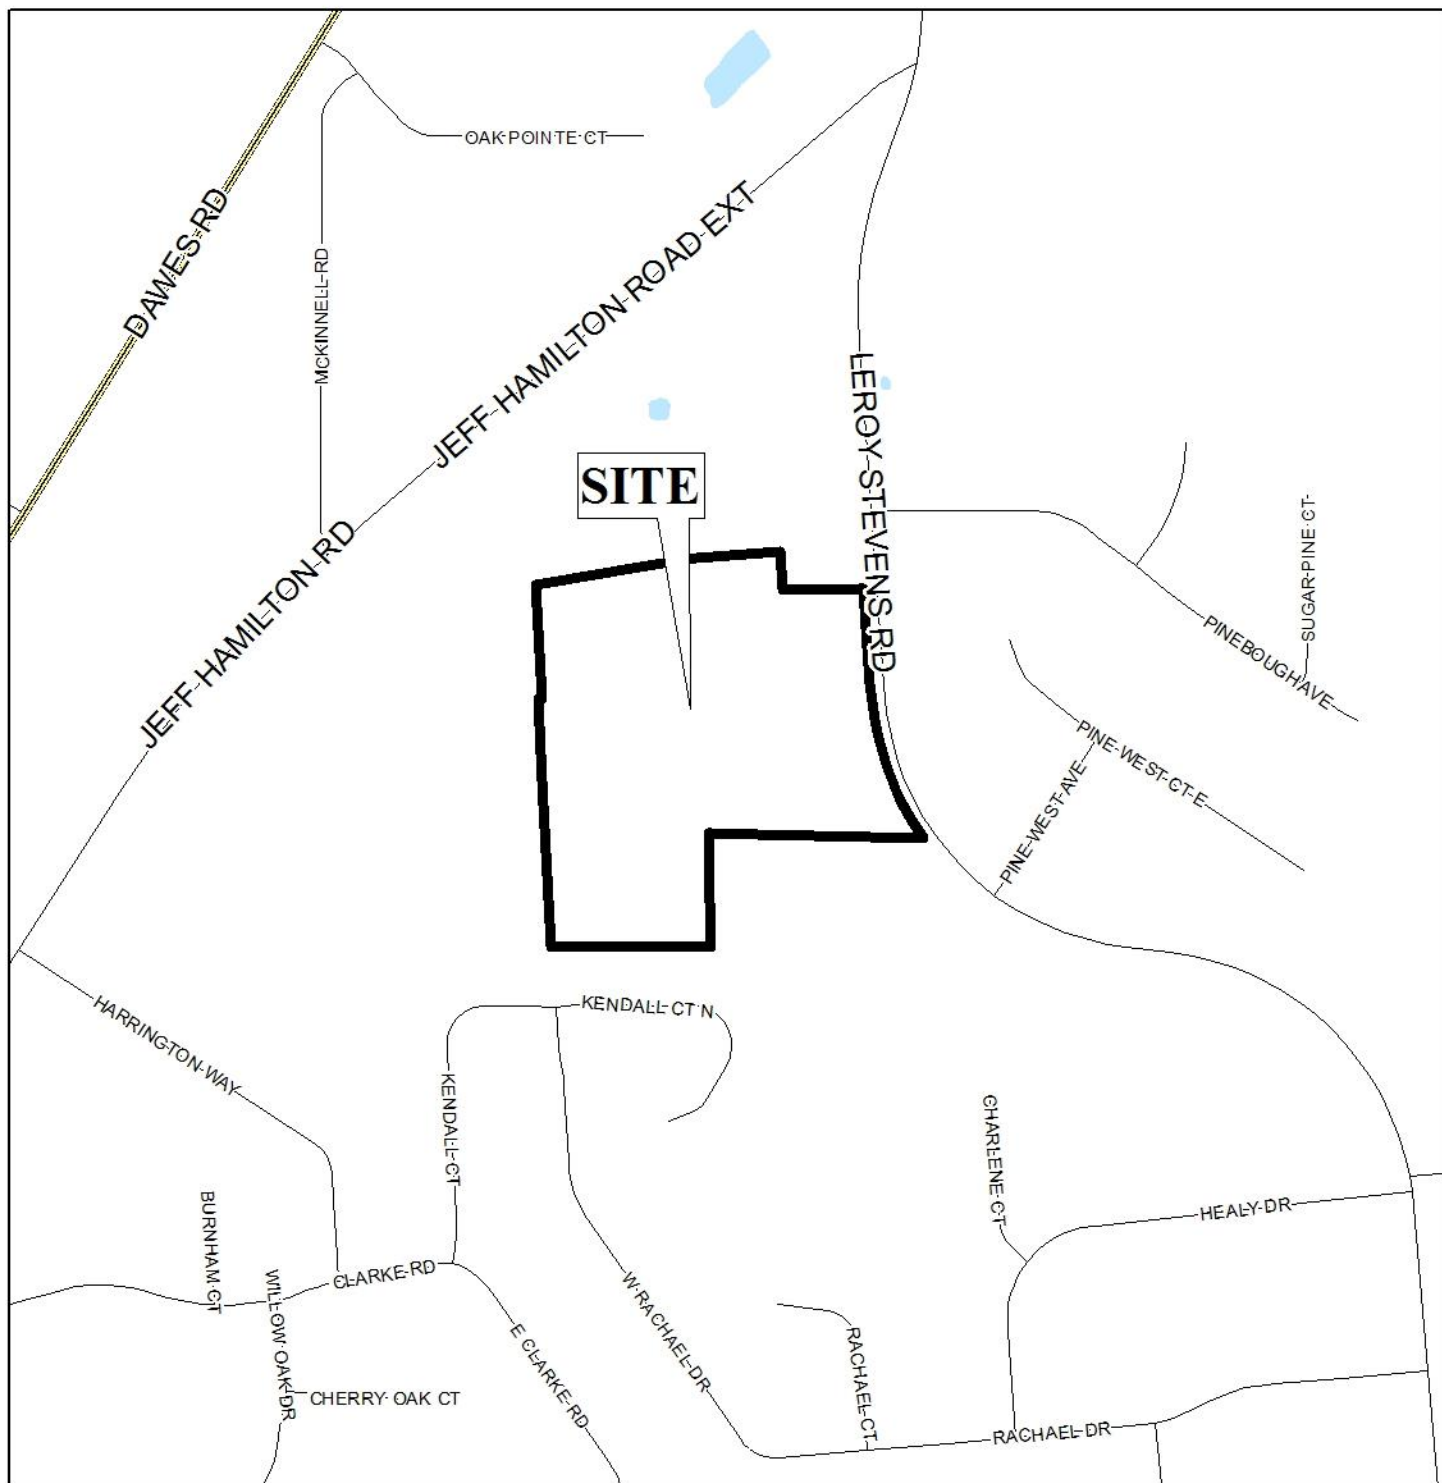 OAK POINTE CT
DAWES RD
MCKINNELL RD
JEFF HAMILTON ROAD EXT
LEROY STEVENS RD
SITE
JEFF HAMILTON RD
SUGAR PINE CT
PINEBOUGH AVE
PINE WEST CT E
PINE WEST AVE
HARRINGTON WAY
KENDALL CT N
KENDALL CT
CHARLENE CT
HEALY DR
BURNHAM CT
CLARKE RD
WILLOW OAK DR
W RACHAEL DR
E CLARKE RD
RACHAEL CT
CHERRY OAK CT
RACHAEL DR